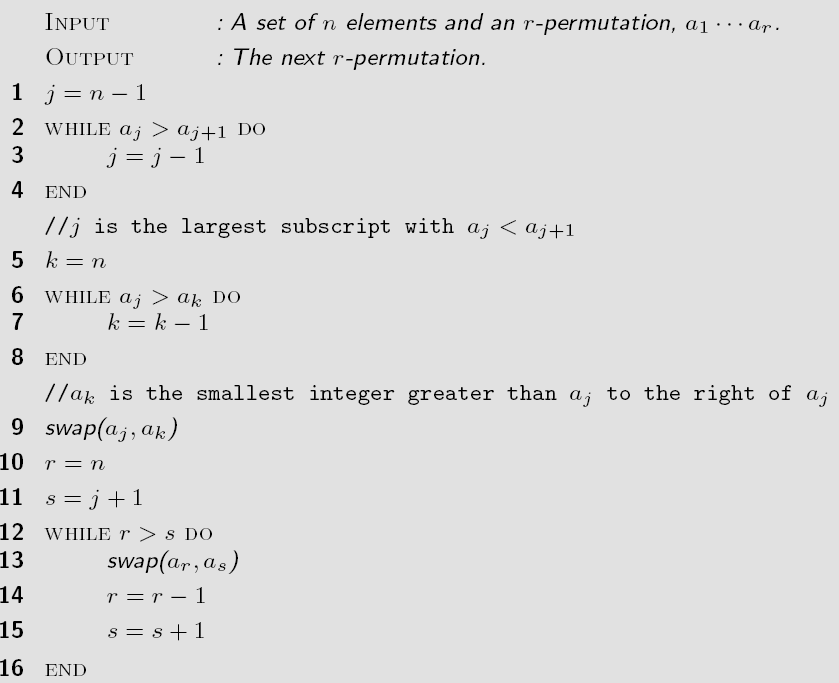 INPUT : A set of n elements and an r-permutation, a₁ ⋯ aᵣ.
OUTPUT : The next r-permutation.
1 j = n − 1
2 WHILE aⱼ > aⱼ₊₁ DO
3 j = j − 1
4 END
//j is the largest subscript with aⱼ < aⱼ₊₁
5 k = n
6 WHILE aⱼ > aₖ DO
7 k = k − 1
8 END
//aₖ is the smallest integer greater than aⱼ to the right of aⱼ
9 swap(aⱼ, aₖ)
10 r = n
11 s = j + 1
12 WHILE r > s DO
13 swap(aᵣ, aₛ)
14 r = r − 1
15 s = s + 1
16 END